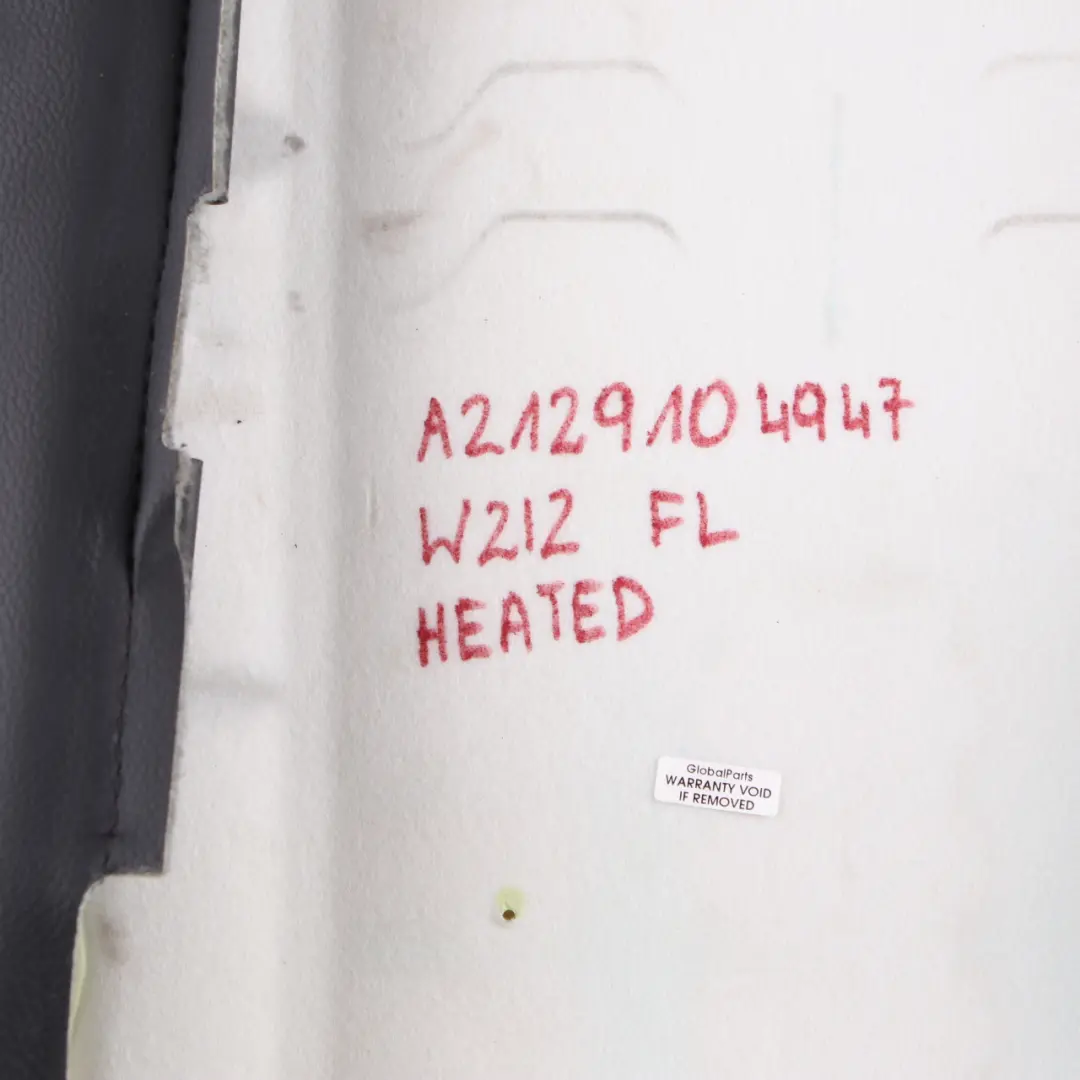 A2129104947
W212 FL
HEATED
GlobalParts
WARRANTY VOID
IF REMOVED